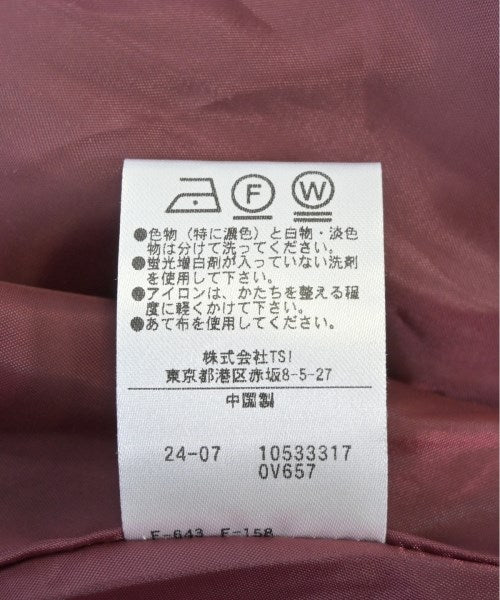 F W
●色物（特に濃色）と白物・淡色
物は分けて洗ってください。
●蛍光増白剤が入っていない洗剤
を使用して下さい。
●アイロンは、かたちを整える程
度に軽くかけて下さい。
●あて布を使用してください。
株式会社TSI
東京都港区赤坂8-5-27
中国製
24-07 10533317
0V657
F-643 F-158